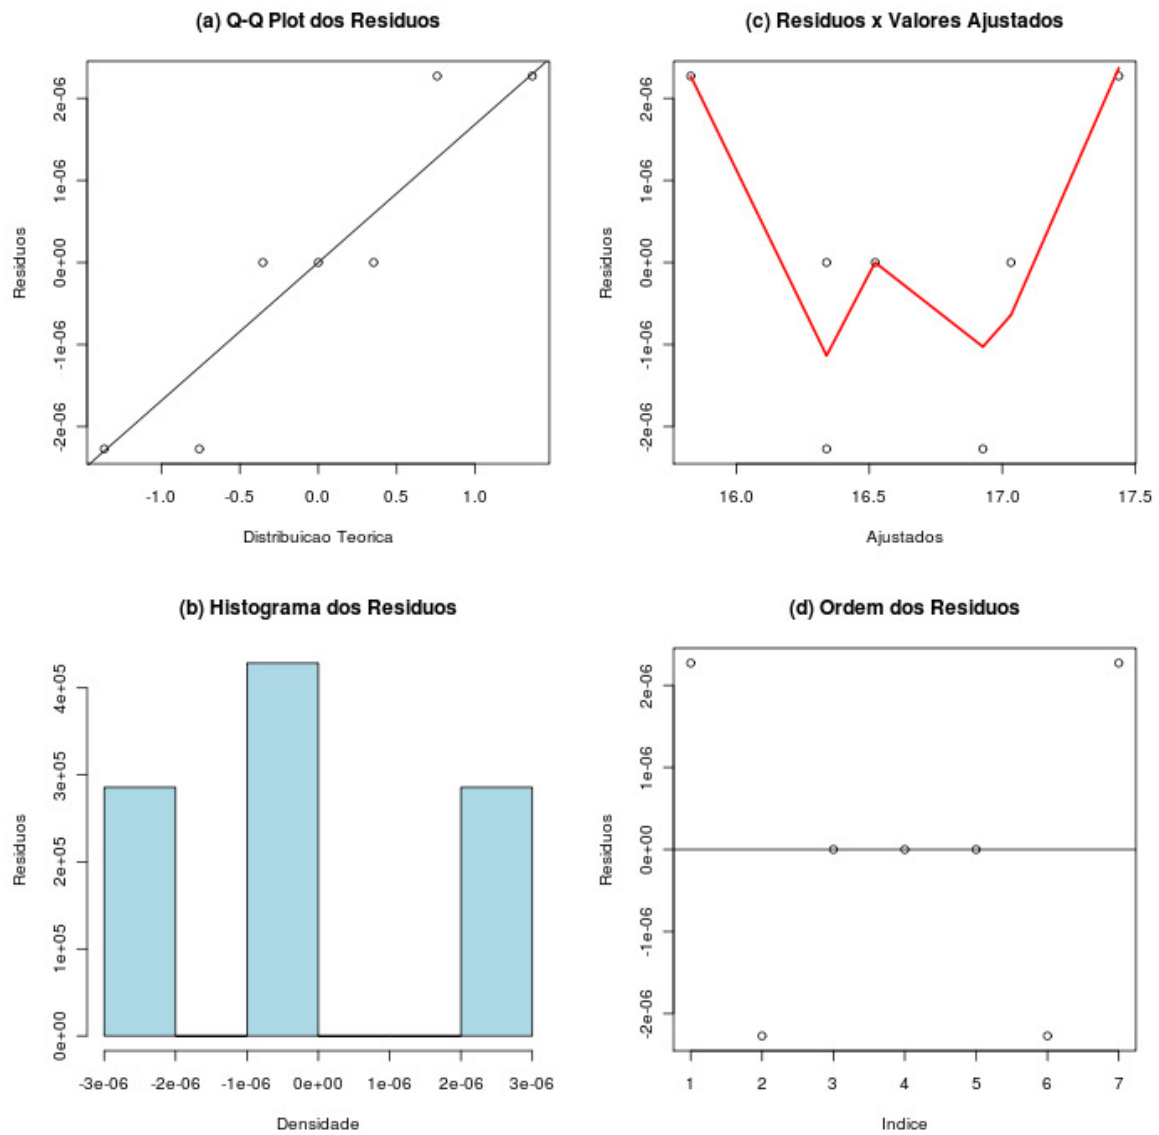 (a) Q-Q Plot dos Residuos
Residuos
2e-06
1e-06
0e+00
-1e-06
-2e-06
-1.0 -0.5 0.0 0.5 1.0
Distribuicao Teorica
(c) Residuos x Valores Ajustados
Residuos
2e-06
1e-06
0e+00
-1e-06
-2e-06
16.0 16.5 17.0 17.5
Ajustados
(b) Histograma dos Residuos
Residuos
4e+05
3e+05
2e+05
1e+05
0e+00
-3e-06 -2e-06 -1e-06 0e+00 1e-06 2e-06 3e-06
Densidade
(d) Ordem dos Residuos
Residuos
2e-06
1e-06
0e+00
-1e-06
-2e-06
1 2 3 4 5 6 7
Indice